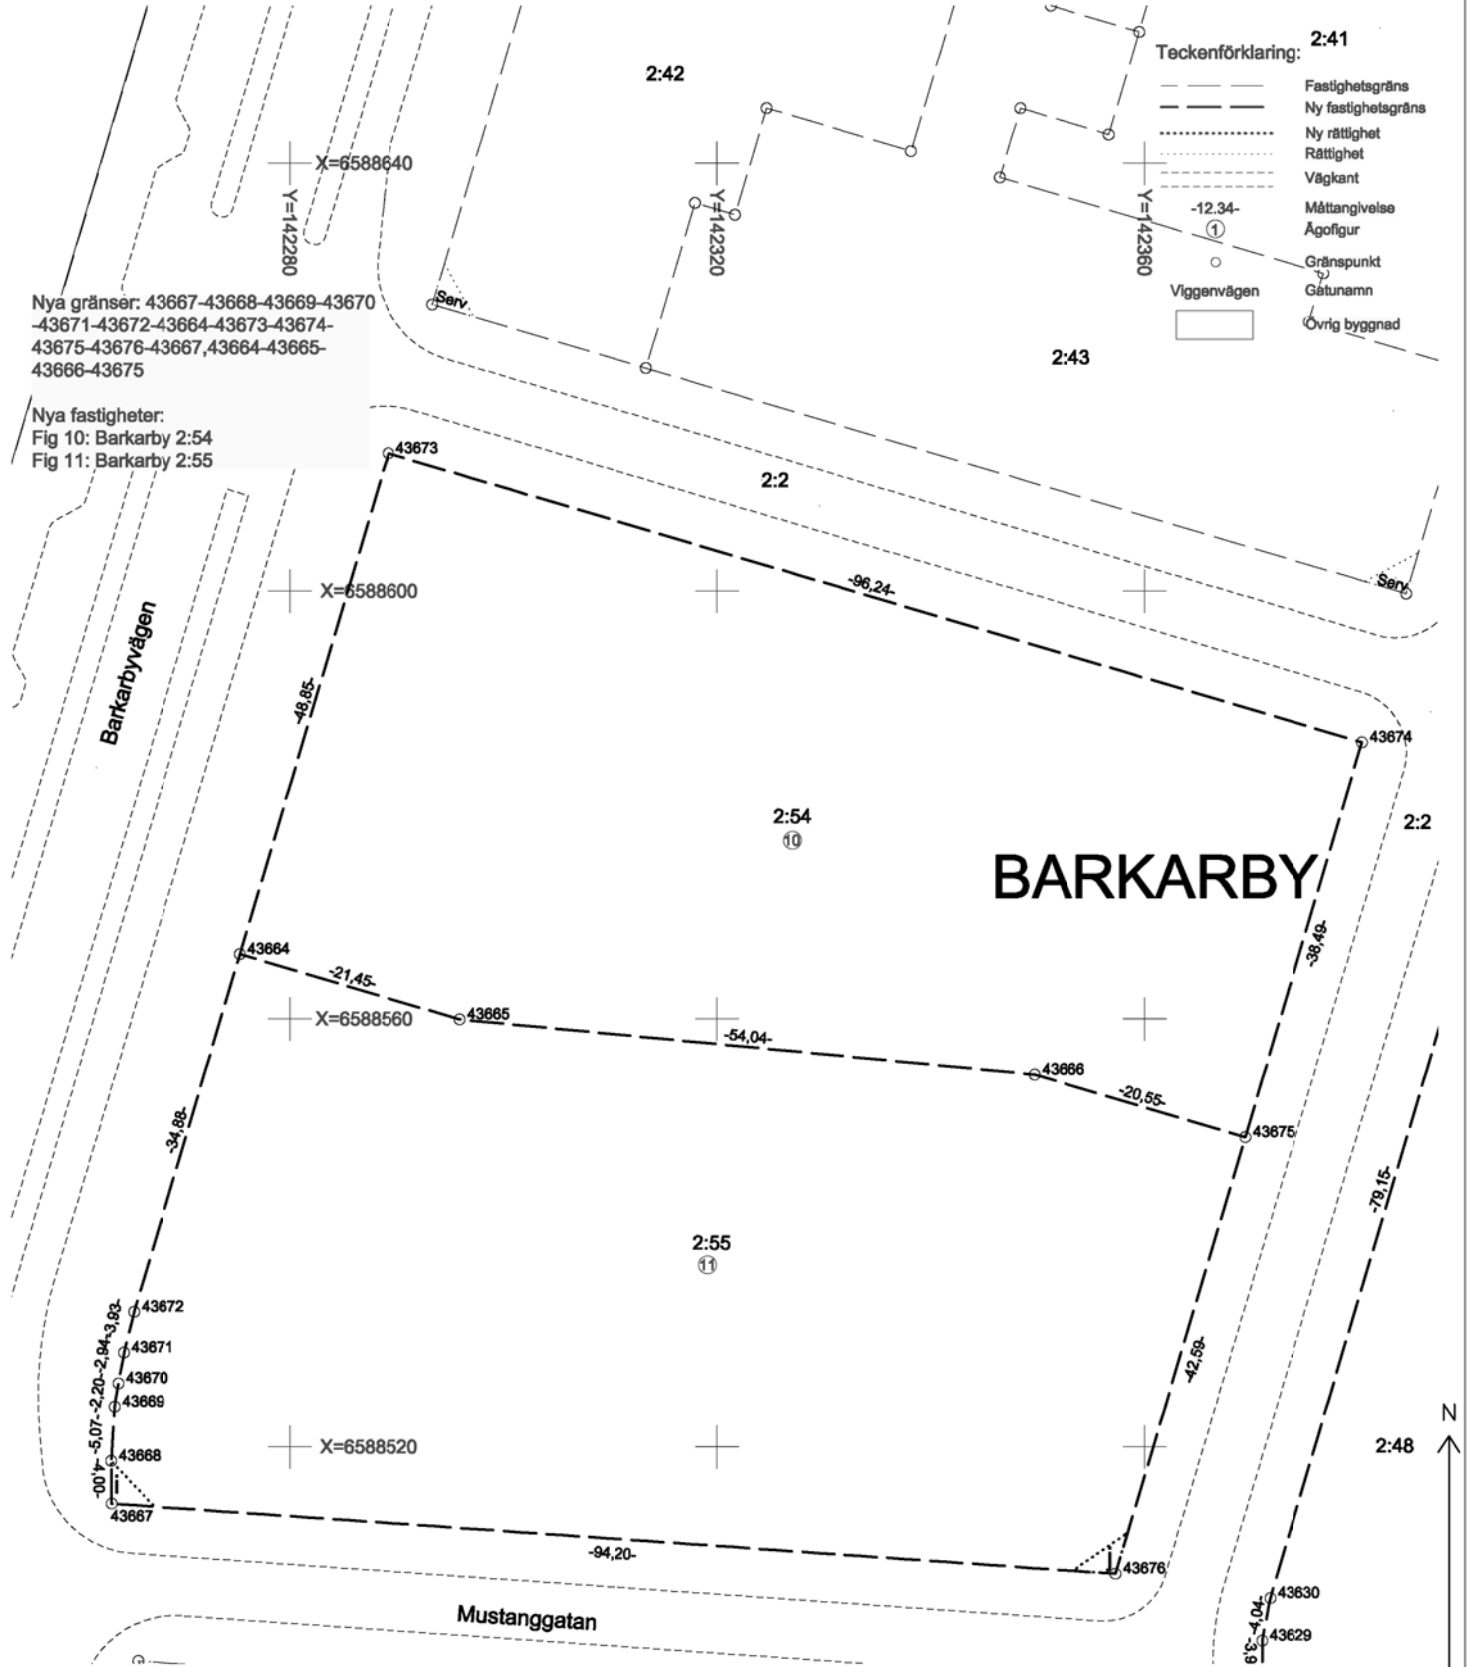 2:41
Teckenförklaring:
2:42
Fastighetsgräns
Ny fastighetsgräns
Ny rättighet
Rättighet
Vägkant
-12.34-
Måttangivelse
1
Ägofigur
Gränspunkt
Viggenvägen
Gatunamn
Övrig byggnad
X=6588640
Y=142280
Y=142320
Y=142360
Serv
2:43
Nya gränser: 43667-43668-43669-43670
-43671-43672-43664-43673-43674-
43675-43676-43667,43664-43665-
43666-43675
Nya fastigheter:
Fig 10: Barkarby 2:54
Fig 11: Barkarby 2:55
43673
2:2
X=6588600
-96,24-
Serv
Barkarbyvägen
-48,85-
43674
2:54
10
2:2
BARKARBY
-38,49-
43664
-21,45-
43665
X=6588560
-54,04-
43666
-20,55-
43675
-34,88-
-79,15-
2:55
11
43672
-3,93-
43671
-2,94-
43670
-2,20-
43669
-42,59-
-5,07-
43668
X=6588520
N
2:48
-4,00-
i
43667
-94,20-
i
43676
Mustanggatan
43630
-4,04-
43629
-3,9